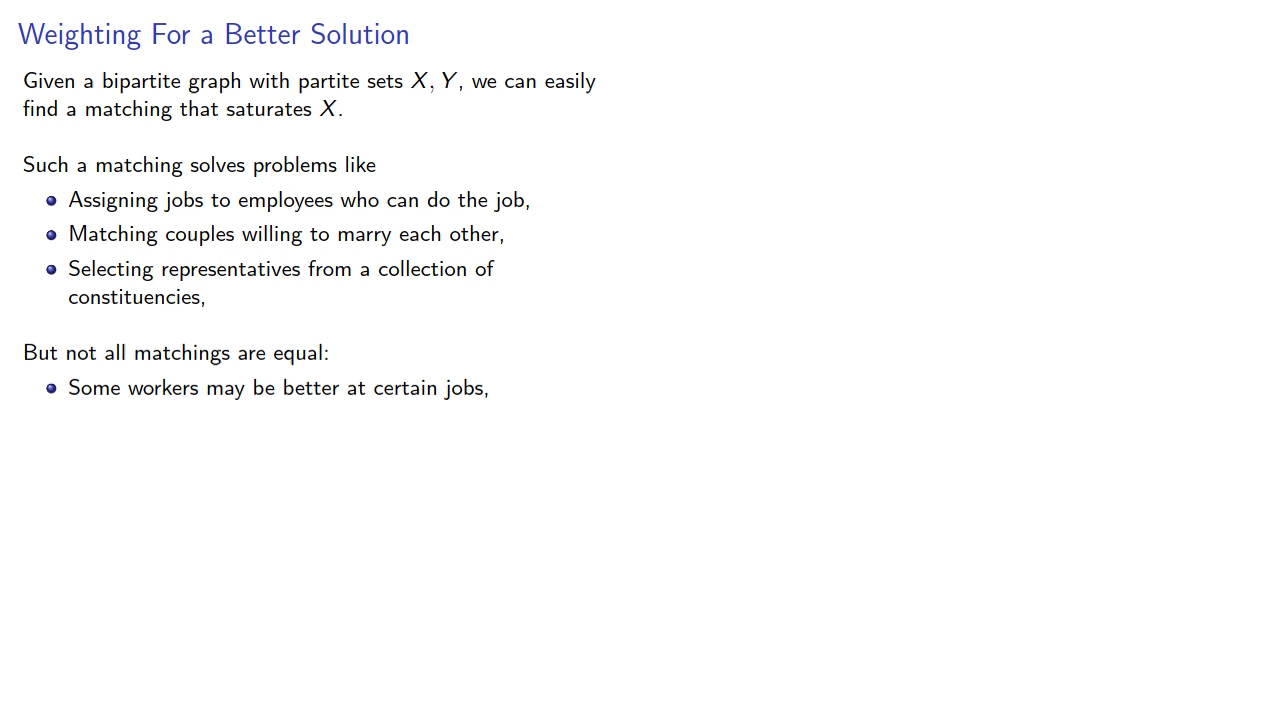 Weighting For a Better Solution
Given a bipartite graph with partite sets X, Y, we can easily
find a matching that saturates X.
Such a matching solves problems like
Assigning jobs to employees who can do the job,
Matching couples willing to marry each other,
Selecting representatives from a collection of
constituencies,
But not all matchings are equal:
Some workers may be better at certain jobs,